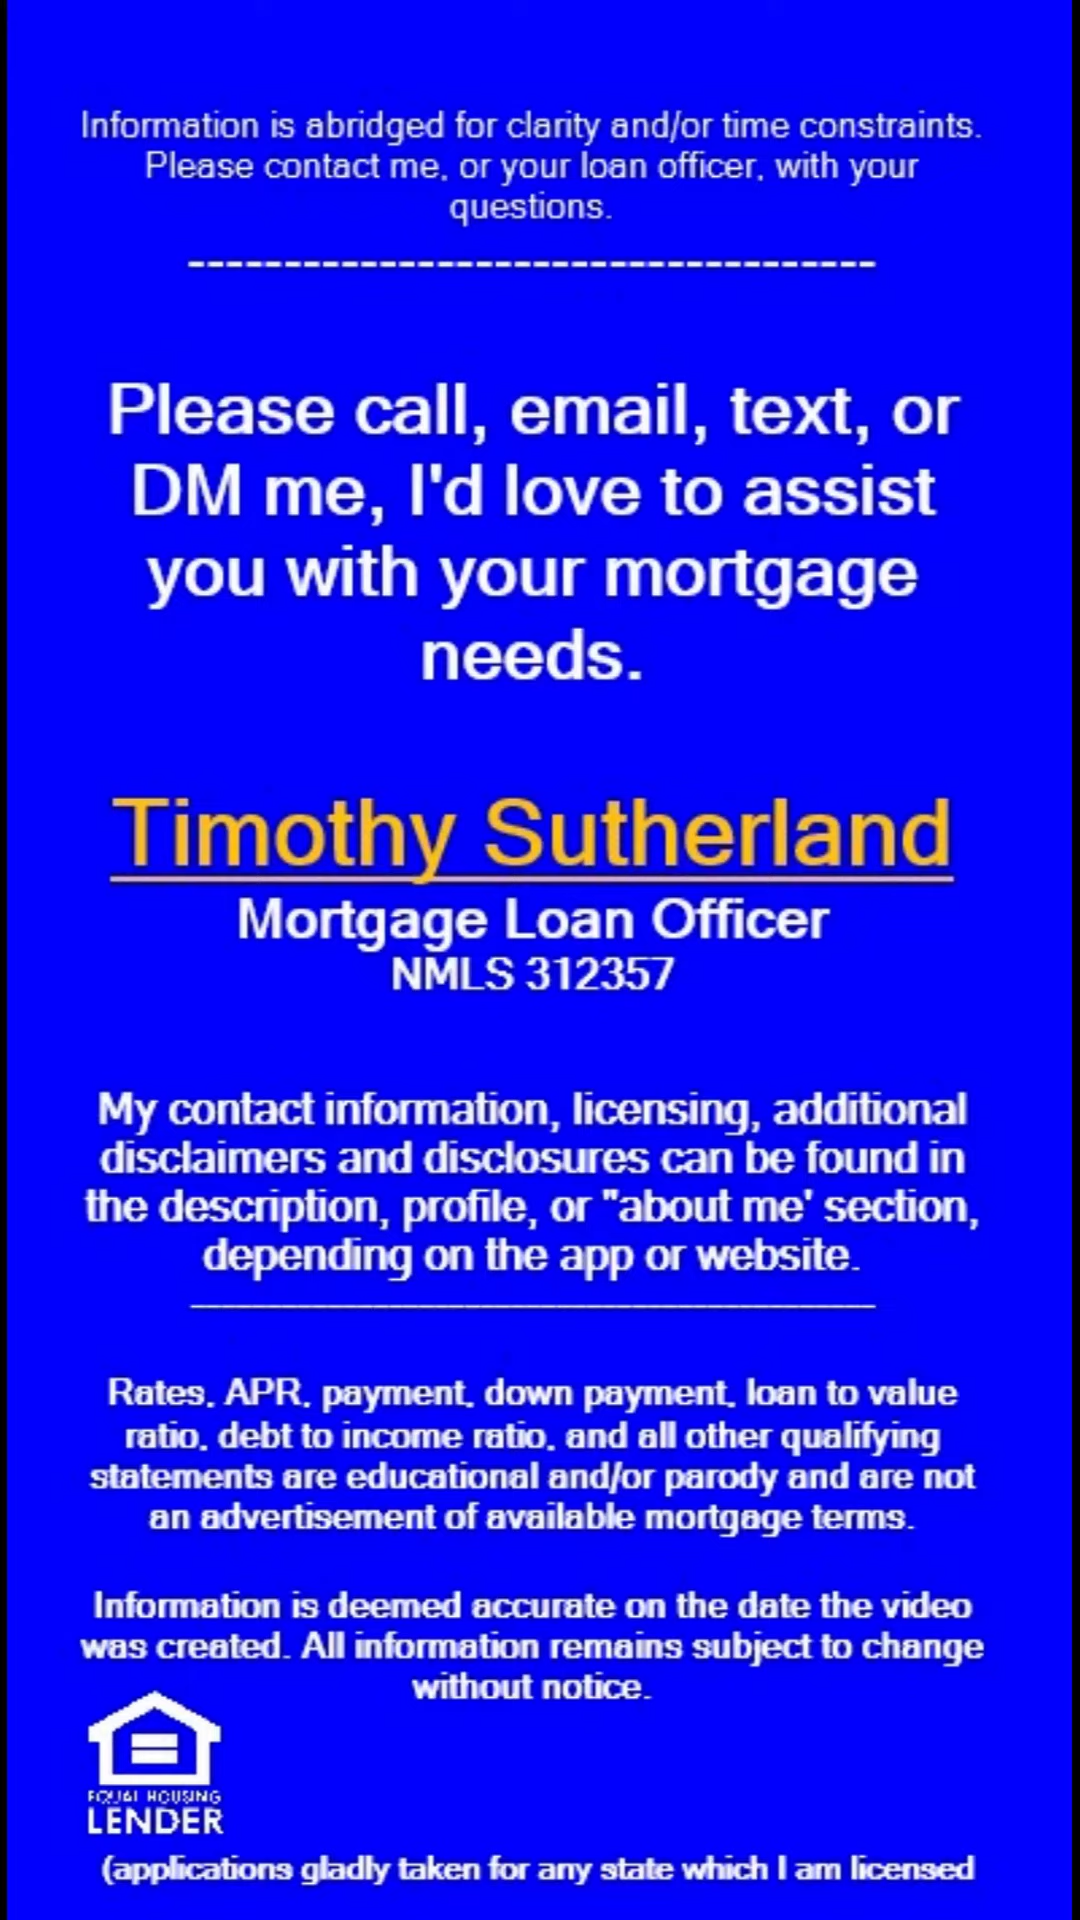 Information is abridged for clarity and/or time constraints.
Please contact me, or your loan officer, with your
questions.
------------------------------------
Please call, email, text, or
DM me, I'd love to assist
you with your mortgage
needs.
Timothy Sutherland
Mortgage Loan Officer
NMLS 312357
My contact information, licensing, additional
disclaimers and disclosures can be found in
the description, profile, or "about me' section,
depending on the app or website.
Rates, APR, payment, down payment, loan to value
ratio, debt to income ratio, and all other qualifying
statements are educational and/or parody and are not
an advertisement of available mortgage terms.
Information is deemed accurate on the date the video
was created. All information remains subject to change
without notice.
EQUAL HOUSING
LENDER
(applications gladly taken for any state which I am licensed